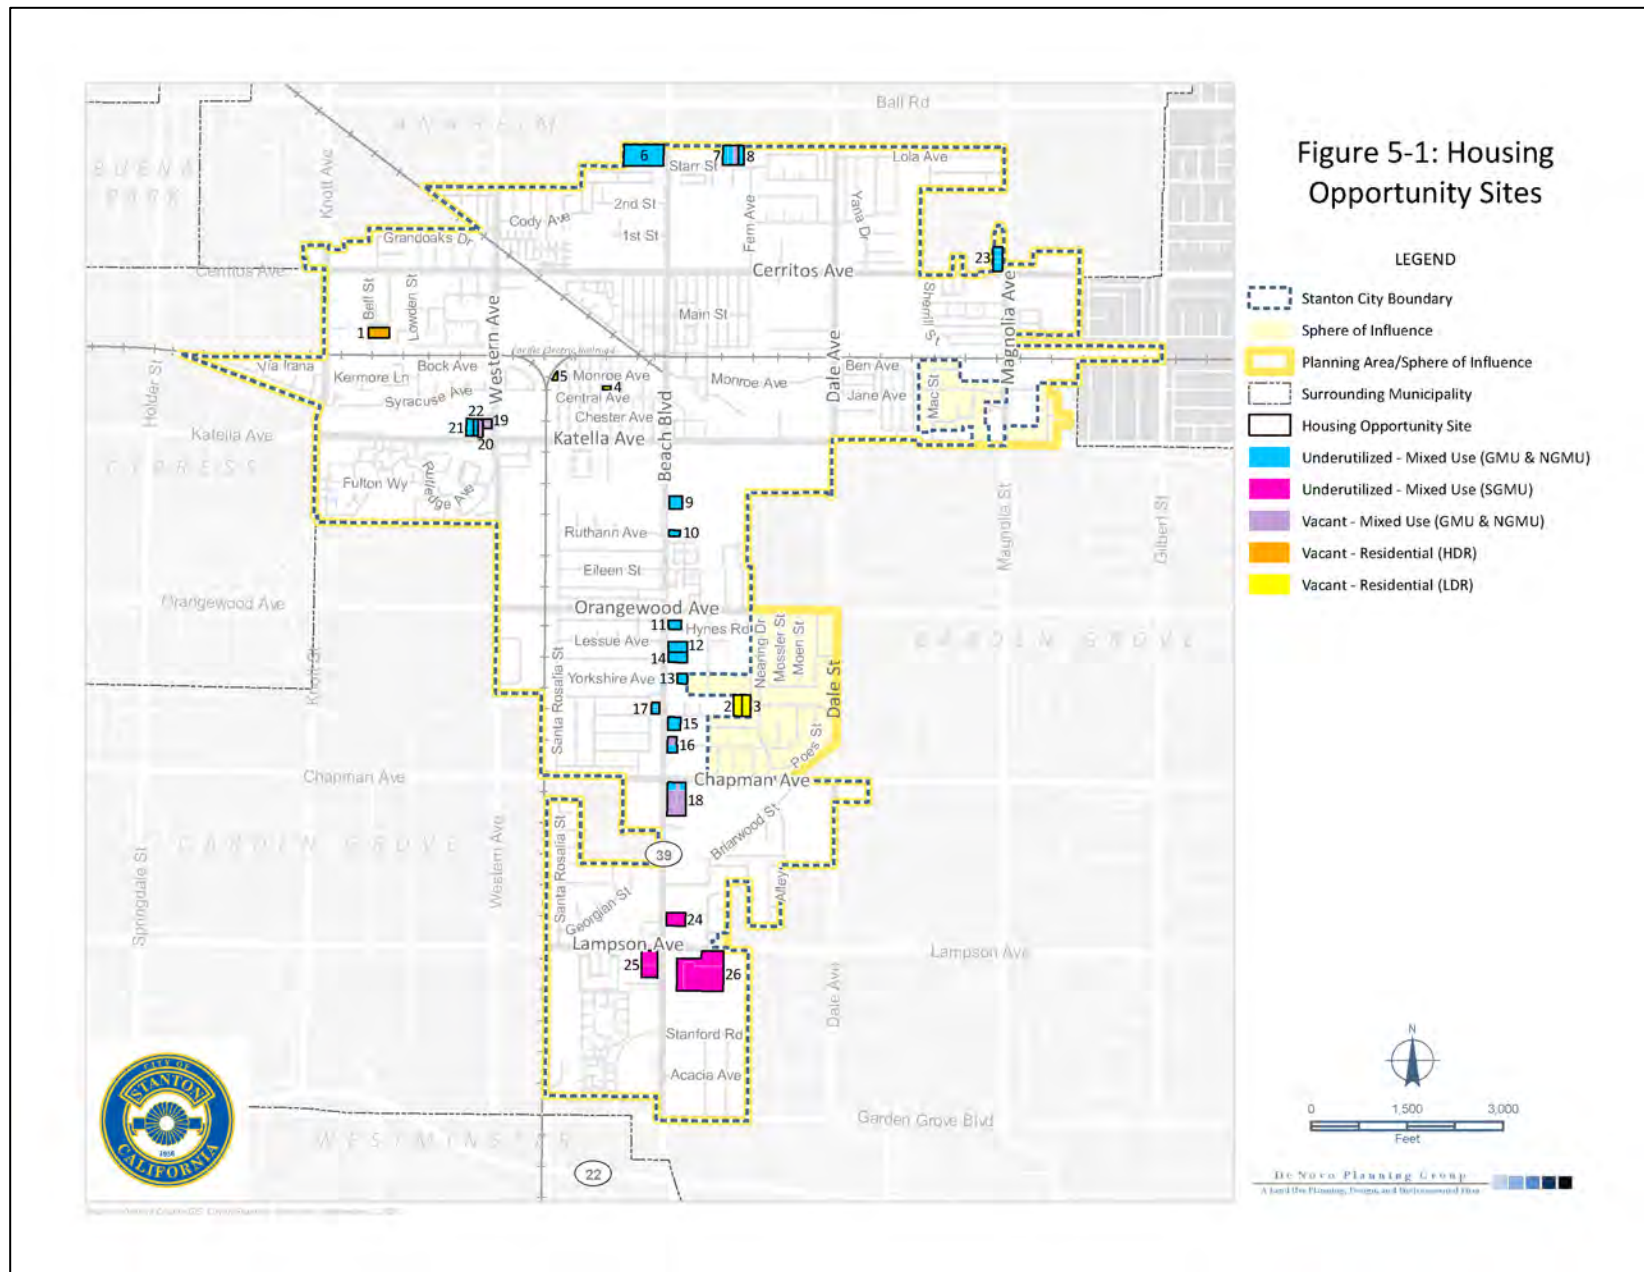 Figure 5-1: Housing
Opportunity Sites
LEGEND
Stanton City Boundary
Sphere of Influence
Planning Area/Sphere of Influence
Surrounding Municipality
Housing Opportunity Site
Underutilized - Mixed Use (GMU & NGMU)
Underutilized - Mixed Use (SGMU)
Vacant - Mixed Use (GMU & NGMU)
Vacant - Residential (HDR)
Vacant - Residential (LDR)
Ball Rd
ANAHEIM
BUENA
PARK
Knott Ave
6
7
8
Starr St
Lola Ave
2nd St
1st St
Cody Ave
Fern Ave
Yana Dr
Grandoaks Dr
Cerritos Ave
Cerritos Ave
23
Bell St
Lowden St
Western Ave
Main St
Sherrill St
Magnolia Ave
1
Dale Ave
Holder St
Via Irana
Bock Ave
Kermore Ln
Syracuse Ave
5
Monroe Ave
4
Central Ave
Chester Ave
Monroe Ave
Ben Ave
Jane Ave
Mac St
Beach Blvd
22
21
19
20
Katella Ave
Katella Ave
CYPRESS
Fulton Wy
Rutledge Ave
9
Ruthann Ave
10
Eileen St
Magnolia St
Gilbert St
Orangewood Ave
Orangewood Ave
11
Hynes Rd
Lessue Ave
12
14
Nearing Dr
Mossler St
Moen St
GARDEN GROVE
Knott St
Yorkshire Ave
13
Santa Rosalia St
Dale St
17
2
3
15
16
Poes St
Chapman Ave
Chapman Ave
18
Briarwood St
39
GARDEN GROVE
Springdale St
Western Ave
Santa Rosalia St
Georgian St
Alley
24
Lampson Ave
Lampson Ave
25
26
Dale Ave
Stanford Rd
Acacia Ave
Garden Grove Blvd
WESTMINSTER
22
CITY OF
STANTON
1956
CALIFORNIA
N
0
1,500
3,000
Feet
De Novo Planning Group
A Land Use Planning, Design, and Environmental Firm